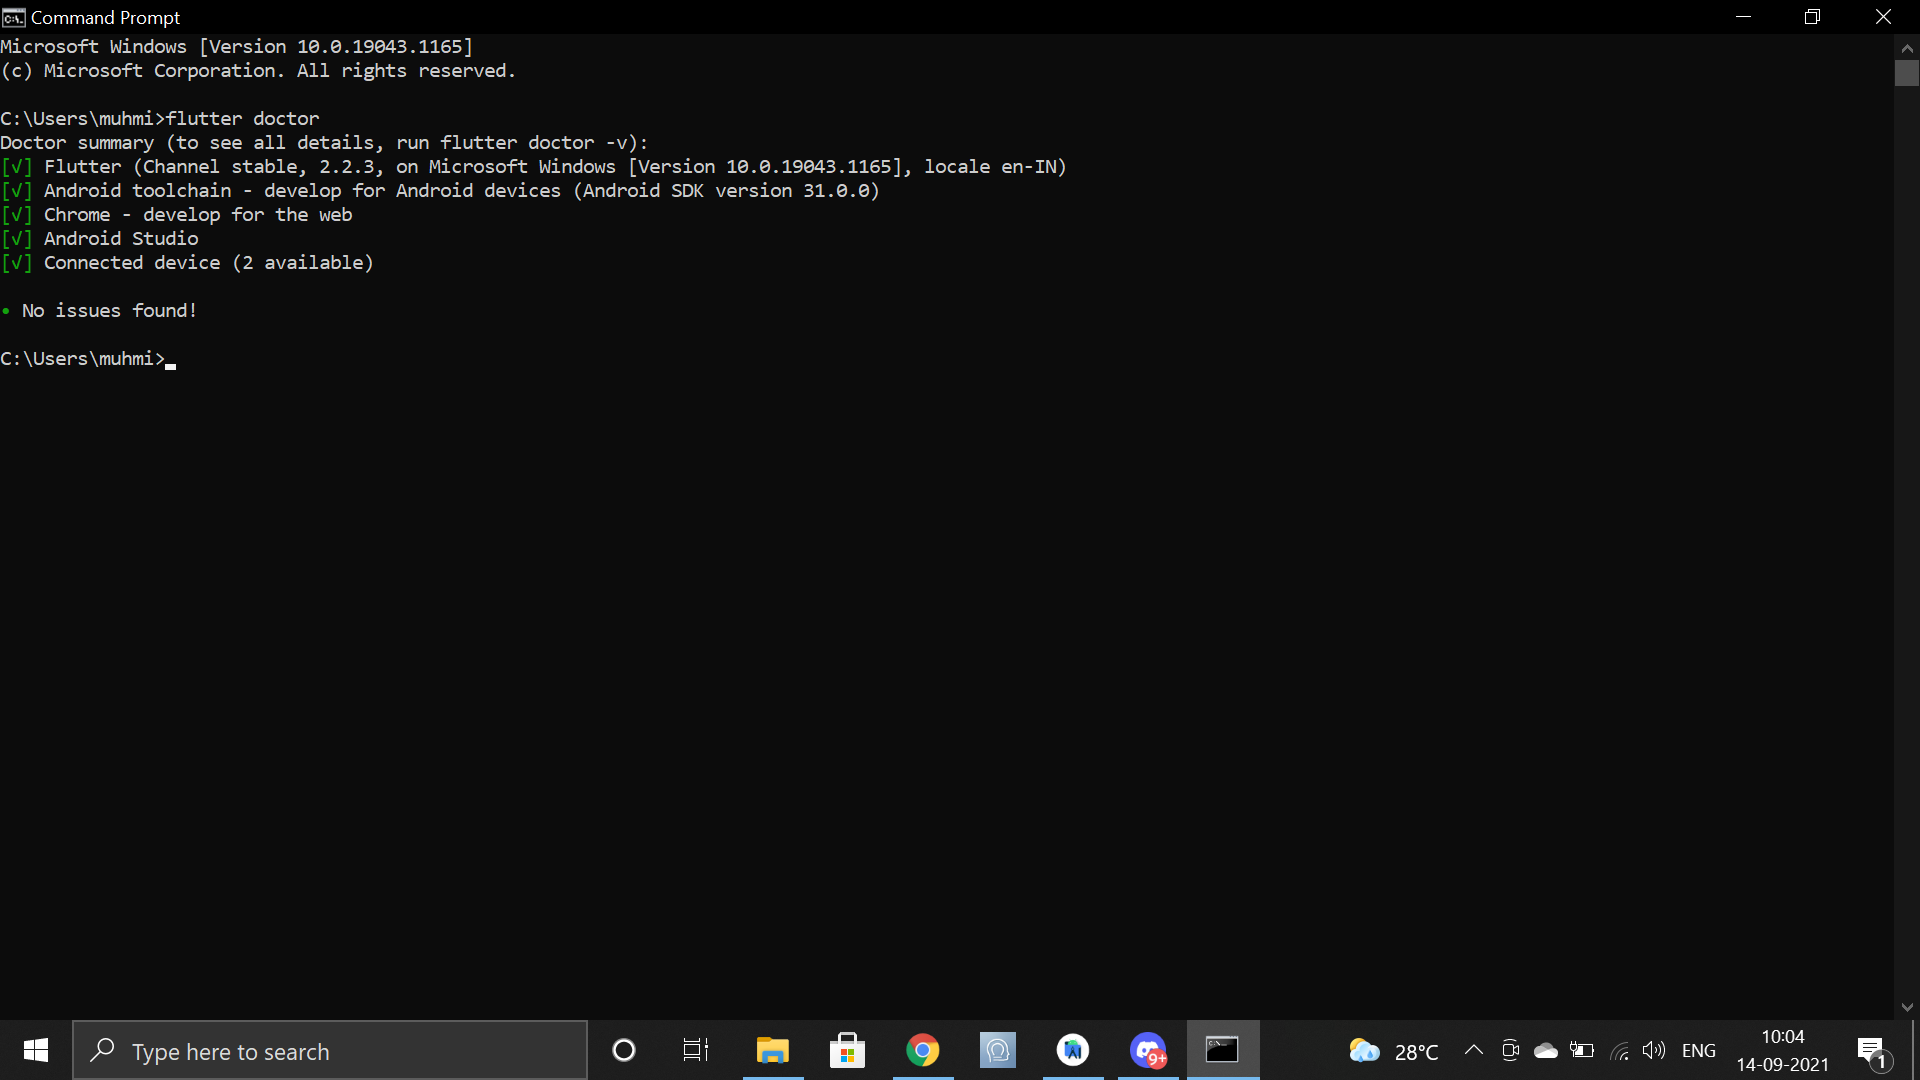 Command Prompt
Microsoft Windows [Version 10.0.19043.1165]
(c) Microsoft Corporation. All rights reserved.
C:\Users\muhmi>flutter doctor
Doctor summary (to see all details, run flutter doctor -v):
[√] Flutter (Channel stable, 2.2.3, on Microsoft Windows [Version 10.0.19043.1165], locale en-IN)
[√] Android toolchain - develop for Android devices (Android SDK version 31.0.0)
[√] Chrome - develop for the web
[√] Android Studio
[√] Connected device (2 available)
• No issues found!
C:\Users\muhmi>_
Type here to search
9+
28°C
ENG
10:04
14-09-2021
1